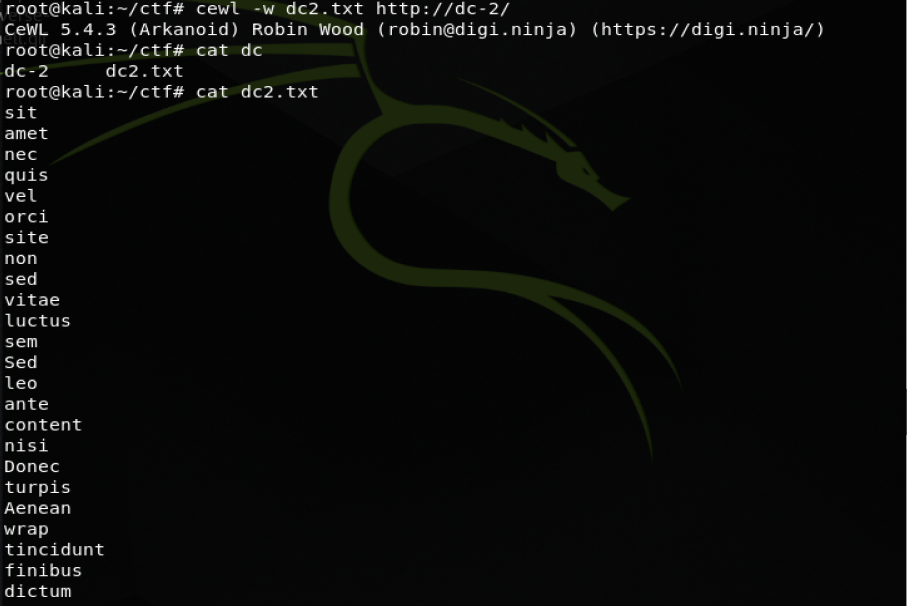 root@kali:~/ctf# cewl -w dc2.txt http://dc-2/
CeWL 5.4.3 (Arkanoid) Robin Wood (robin@digi.ninja) (https://digi.ninja/)
root@kali:~/ctf# cat dc
dc-2     dc2.txt
root@kali:~/ctf# cat dc2.txt
sit
amet
nec
quis
vel
orci
site
non
sed
vitae
luctus
sem
Sed
leo
ante
content
nisi
Donec
turpis
Aenean
wrap
tincidunt
finibus
dictum